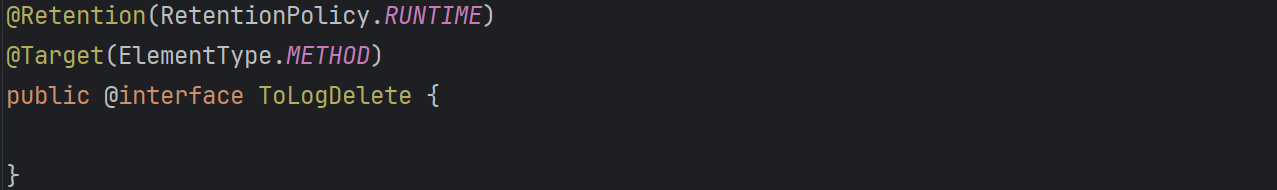 @Retention(RetentionPolicy.RUNTIME)
@Target(ElementType.METHOD)
public @interface ToLogDelete {
}